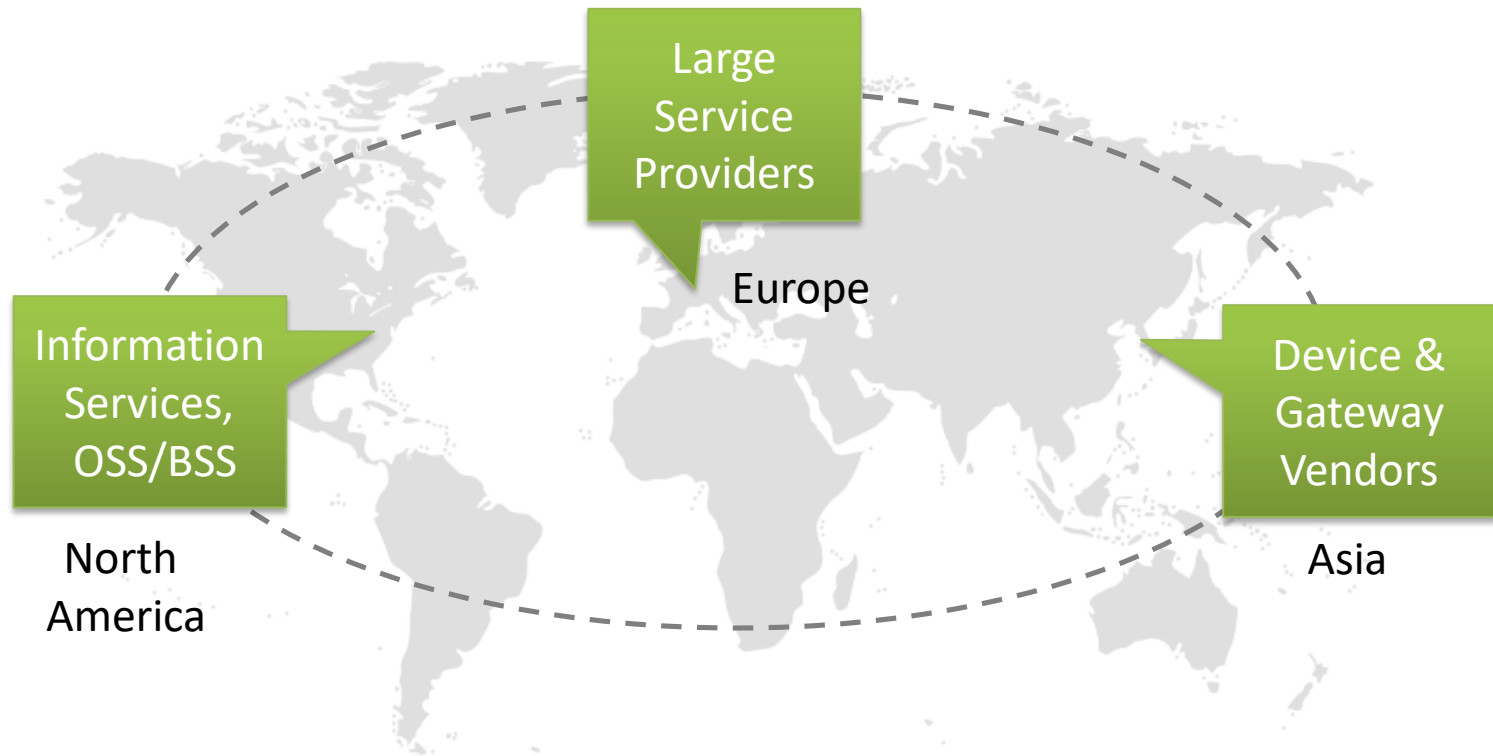 Large
Service
Providers
Europe
Information
Services,
OSS/BSS
North
America
Device &
Gateway
Vendors
Asia